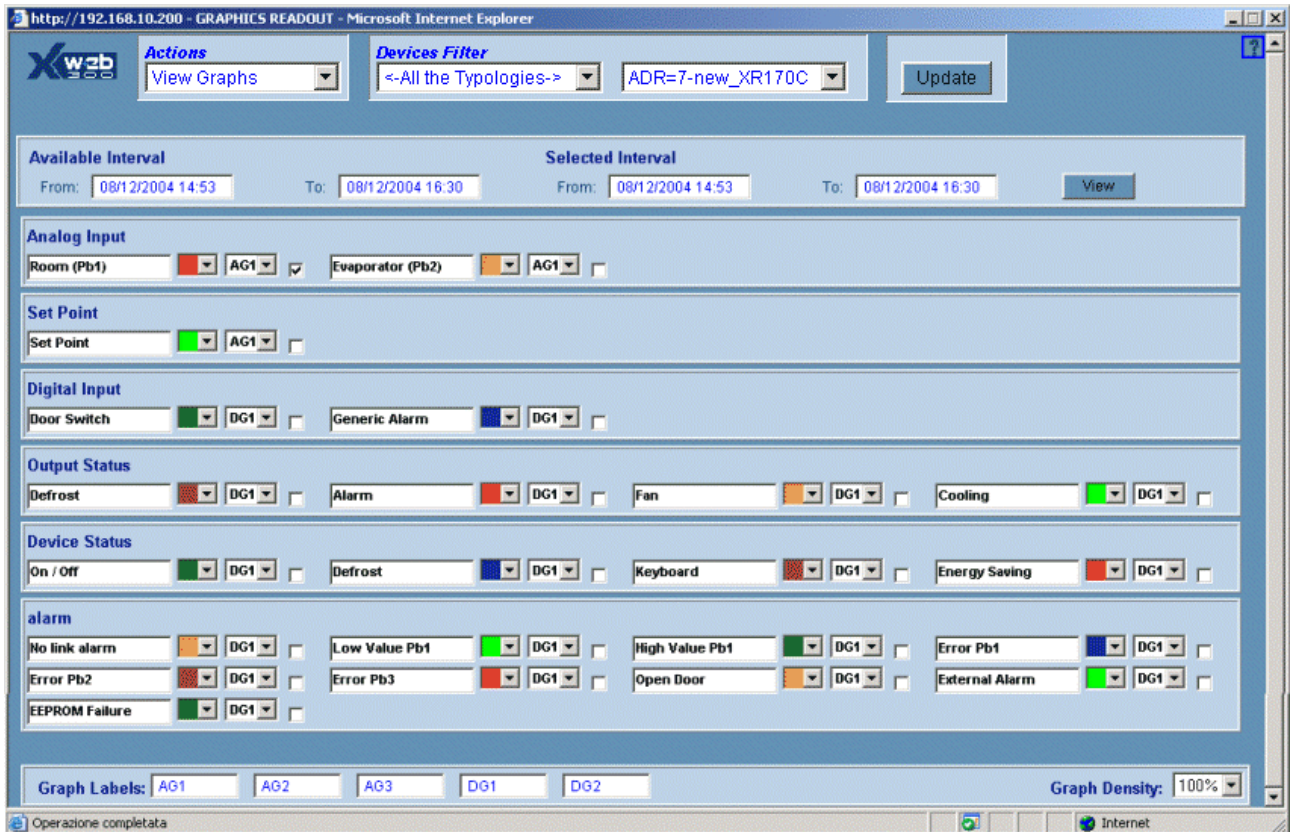 http://192.168.10.200 - GRAPHICS READOUT - Microsoft Internet Explorer
Xweb 300 Actions Devices Filter ?
View Graphs <-All the Typologies-> ADR=7-new_XR170C Update
Available Interval Selected Interval
From: 08/12/2004 14:53 To: 08/12/2004 16:30 From: 08/12/2004 14:53 To: 08/12/2004 16:30 View
Analog Input
Room (Pb1) AG1 Evaporator (Pb2) AG1
Set Point
Set Point AG1
Digital Input
Door Switch DG1 Generic Alarm DG1
Output Status
Defrost DG1 Alarm DG1 Fan DG1 Cooling DG1
Device Status
On / Off DG1 Defrost DG1 Keyboard DG1 Energy Saving DG1
alarm
No link alarm DG1 Low Value Pb1 DG1 High Value Pb1 DG1 Error Pb1 DG1
Error Pb2 DG1 Error Pb3 DG1 Open Door DG1 External Alarm DG1
EEPROM Failure DG1
Graph Labels: AG1 AG2 AG3 DG1 DG2 Graph Density: 100%
Operazione completata Internet